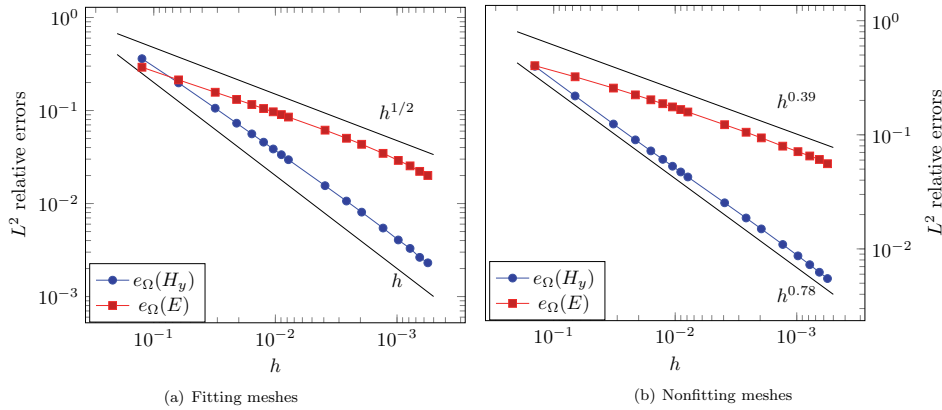 10^0
10^-1
10^-2
10^-3
L^2 relative errors
h^{1/2}
h
e_Ω(H_y)
e_Ω(E)
10^-1
10^-2
10^-3
h
(a) Fitting meshes
h^{0.39}
h^{0.78}
e_Ω(H_y)
e_Ω(E)
10^0
10^-1
10^-2
L^2 relative errors
10^-1
10^-2
10^-3
h
(b) Nonfitting meshes